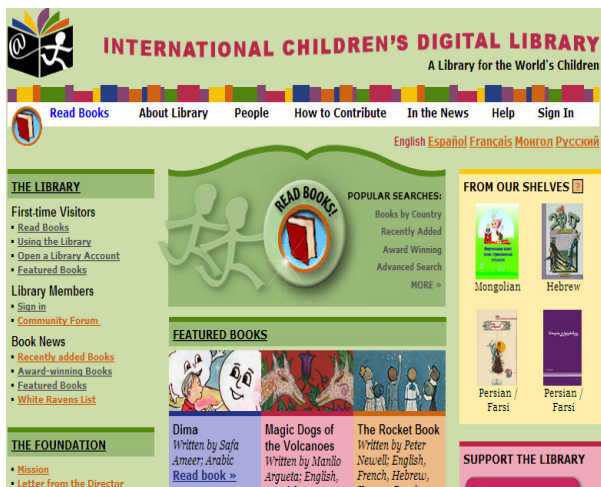 INTERNATIONAL CHILDREN'S DIGITAL LIBRARY
A Library for the World's Children
Read Books About Library People How to Contribute In the News Help Sign In
English Español Français Монгол Русский
THE LIBRARY
First-time Visitors
Read Books
Using the Library
Open a Library Account
Featured Books
Library Members
Sign in
Community Forum
Book News
Recently added Books
Award-winning Books
Featured Books
White Ravens List
THE FOUNDATION
Mission
Letter from the Director
READ BOOKS!
POPULAR SEARCHES:
Books by Country
Recently Added
Award Winning
Advanced Search
MORE »
FEATURED BOOKS
Dima
Written by Safa
Ameer; Arabic
Read book »
Magic Dogs of
the Volcanoes
Written by Manlio
Argueta; English,
The Rocket Book
Written by Peter
Newell; English,
French, Hebrew,
FROM OUR SHELVES ?
Mongolian
Hebrew
Persian /
Farsi
Persian /
Farsi
SUPPORT THE LIBRARY